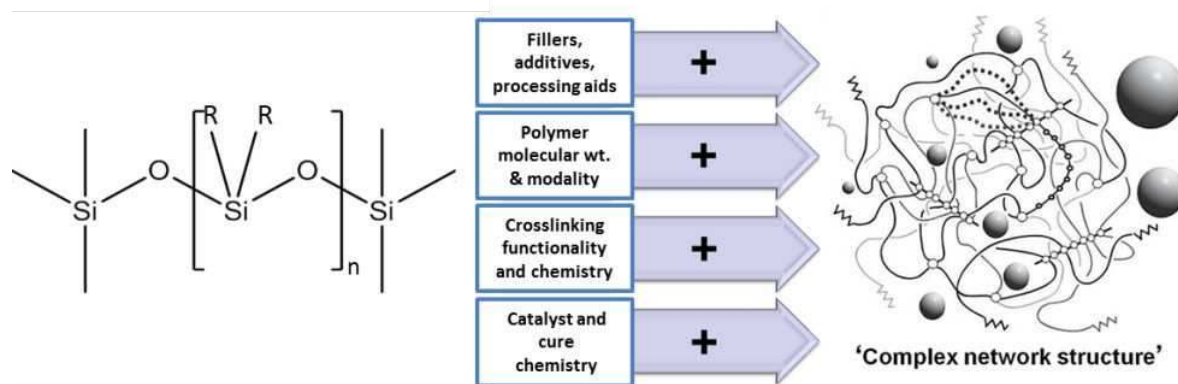 R R
O O
Si Si Si
n
Fillers,
additives,
processing aids
+
Polymer
molecular wt.
& modality
+
Crosslinking
functionality
and chemistry
+
Catalyst and
cure
chemistry
+
‘Complex network structure’